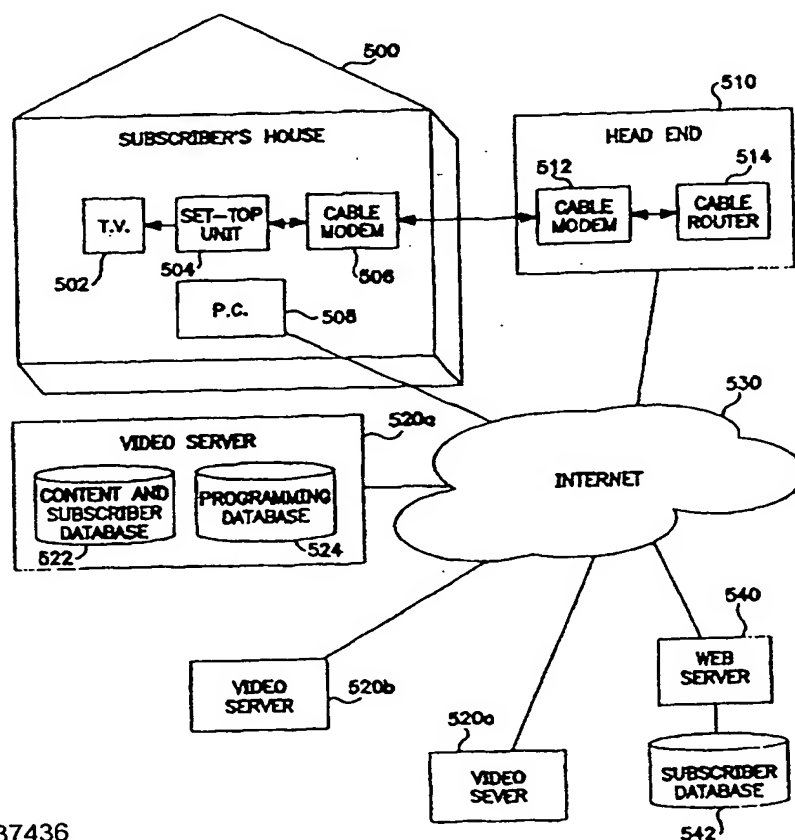 500
510
SUBSCRIBER'S HOUSE
HEAD END
512
514
T.V.
SET-TOP
UNIT
CABLE
MODEM
CABLE
MODEM
CABLE
ROUTER
502
504
506
P.C.
508
530
520a
VIDEO SERVER
INTERNET
CONTENT AND
SUBSCRIBER
DATABASE
PROGRAMMING
DATABASE
522
524
540
WEB
SERVER
VIDEO
SERVER
520b
520c
VIDEO
SEVER
SUBSCRIBER
DATABASE
542
37436